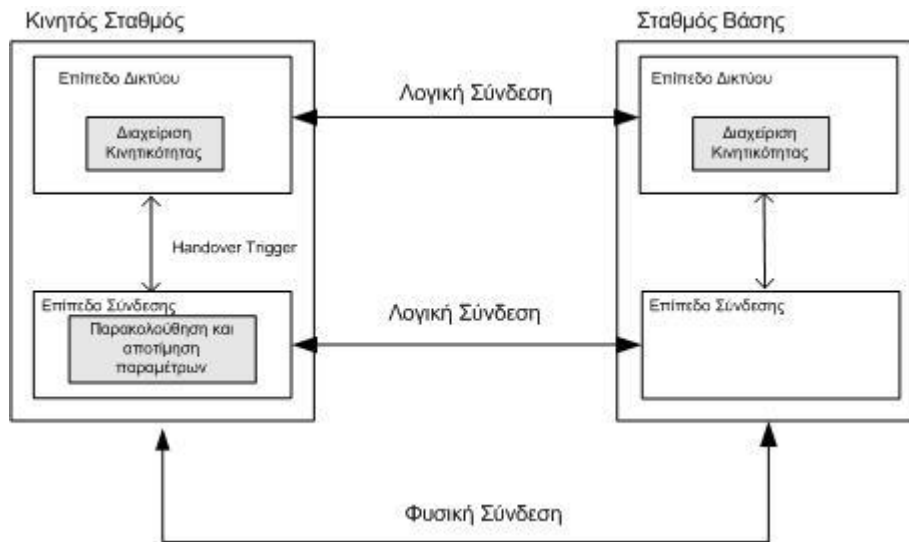 Κινητός Σταθμός
Σταθμός Βάσης
Επίπεδο Δικτύου
Διαχείριση
Κινητικότητας
Λογική Σύνδεση
Επίπεδο Δικτύου
Διαχείριση
Κινητικότητας
Handover Trigger
Επίπεδο Σύνδεσης
Παρακολούθηση και
αποτίμηση
παραμέτρων
Λογική Σύνδεση
Επίπεδο Σύνδεσης
Φυσική Σύνδεση